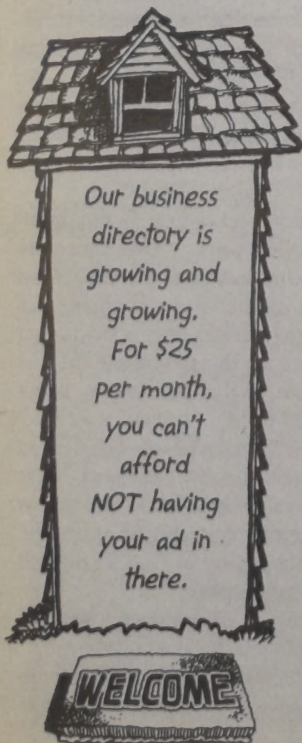 Our business
directory is
growing and
growing.
For $25
per month,
you can't
afford
NOT having
your ad in
there.
WELCOME